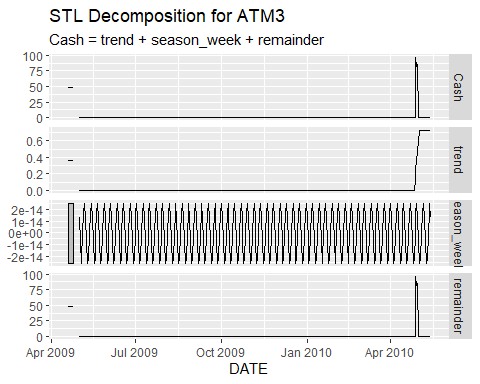 STL Decomposition for ATM3
Cash = trend + season_week + remainder
100
75
50
25
0
Cash
0.6
0.4
0.2
0.0
trend
2e-14
1e-14
0e+00
-1e-14
-2e-14
eason_weel
100
75
50
25
0
remainder
Apr 2009
Jul 2009
Oct 2009
Jan 2010
Apr 2010
DATE